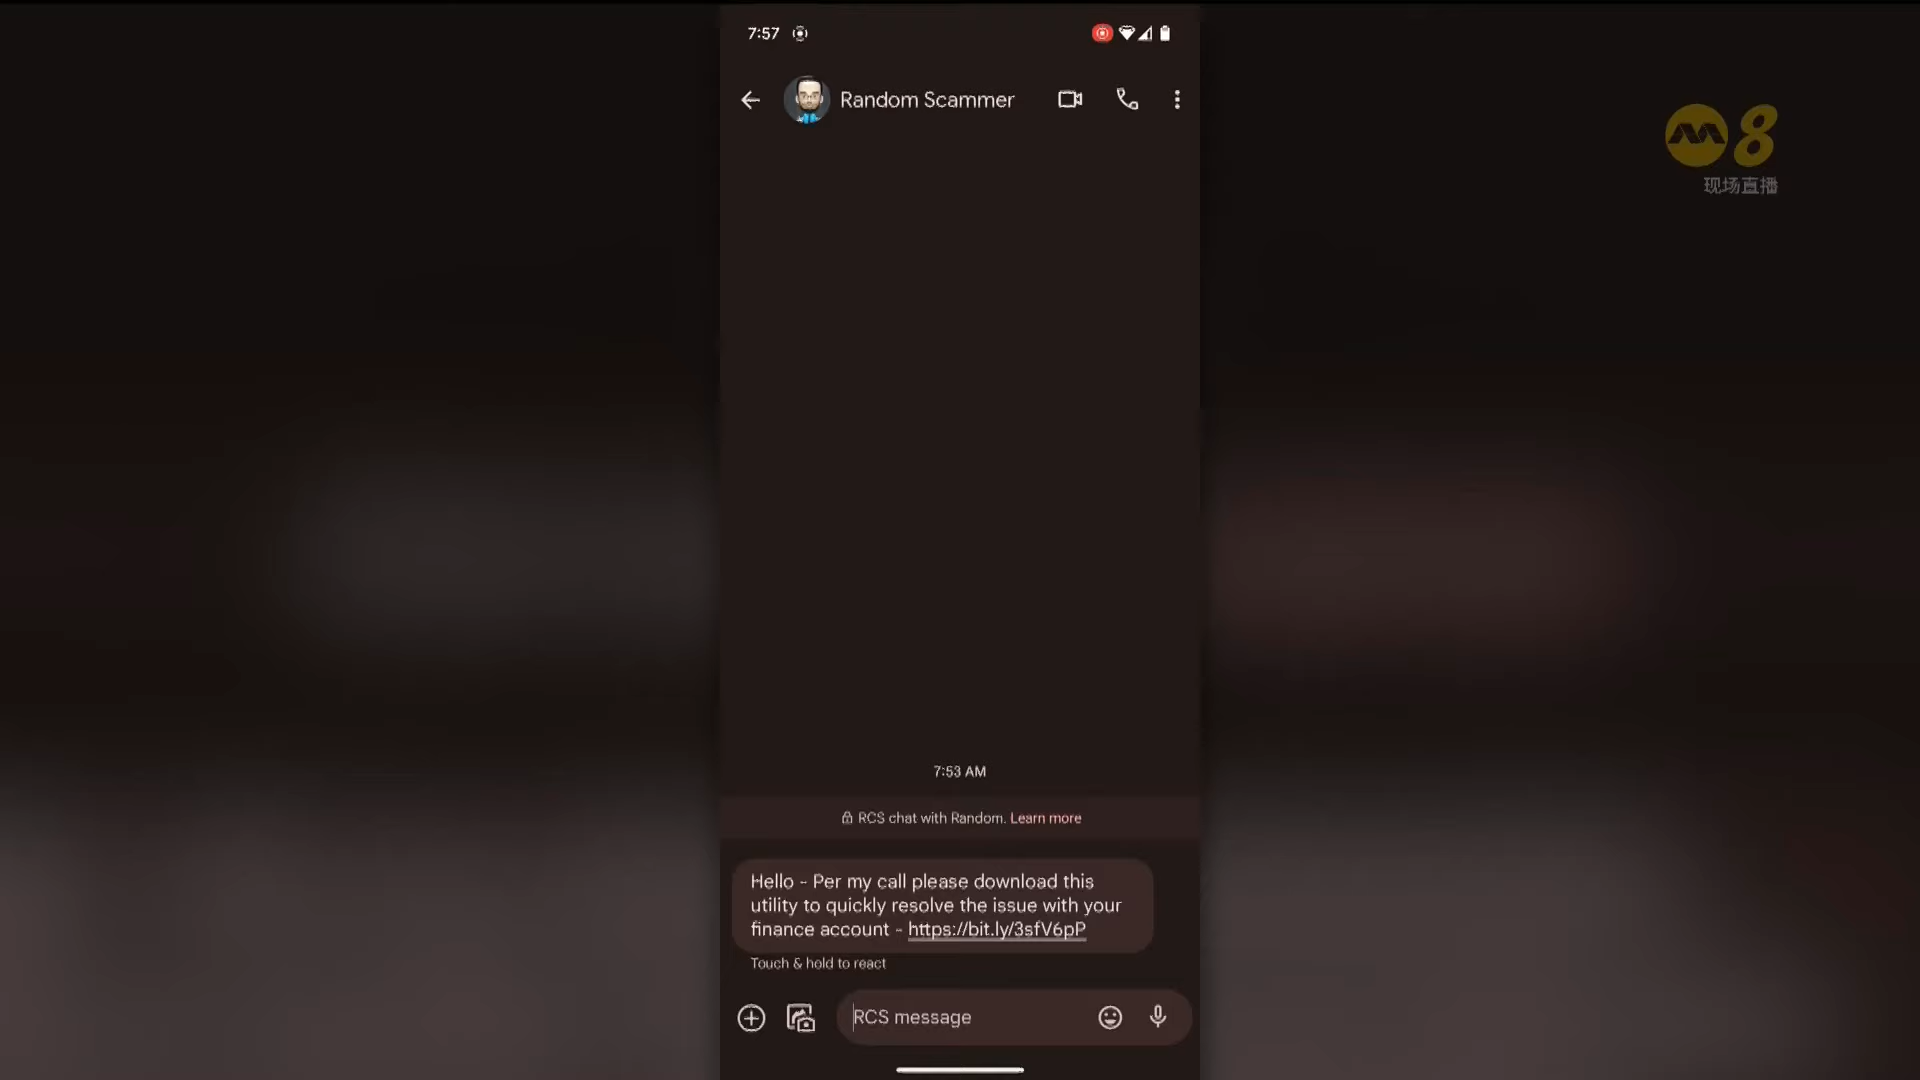 7:57
Random Scammer
8
现场直播
7:53 AM
RCS chat with Random. Learn more
Hello - Per my call please download this
utility to quickly resolve the issue with your
finance account - https://bit.ly/3sfV6pP
Touch & hold to react
RCS message